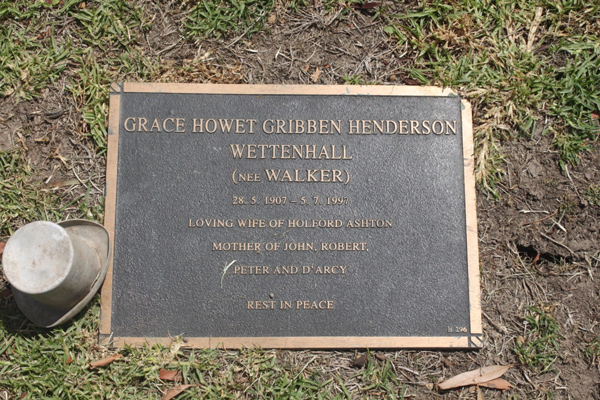 GRACE HOWET GRIBBEN HENDERSON
WETTENHALL
(NEE WALKER)
28. 5. 1907 – 5. 7. 1997
LOVING WIFE OF HOLFORD ASHTON
MOTHER OF JOHN, ROBERT,
PETER AND D'ARCY
REST IN PEACE
H 296